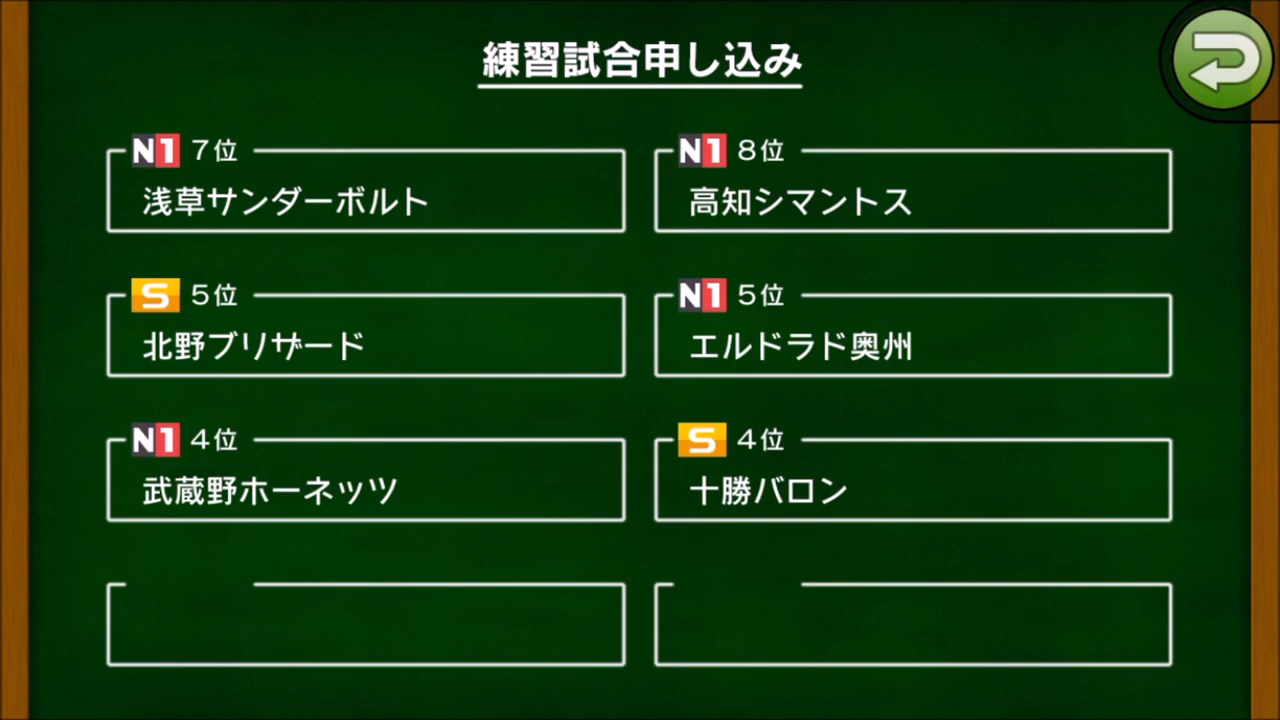 練習試合申し込み
N1 7位
浅草サンダーボルト
N1 8位
高知シマントス
S 5位
北野ブリザード
N1 5位
エルドラド奥州
N1 4位
武蔵野ホーネッツ
S 4位
十勝バロン